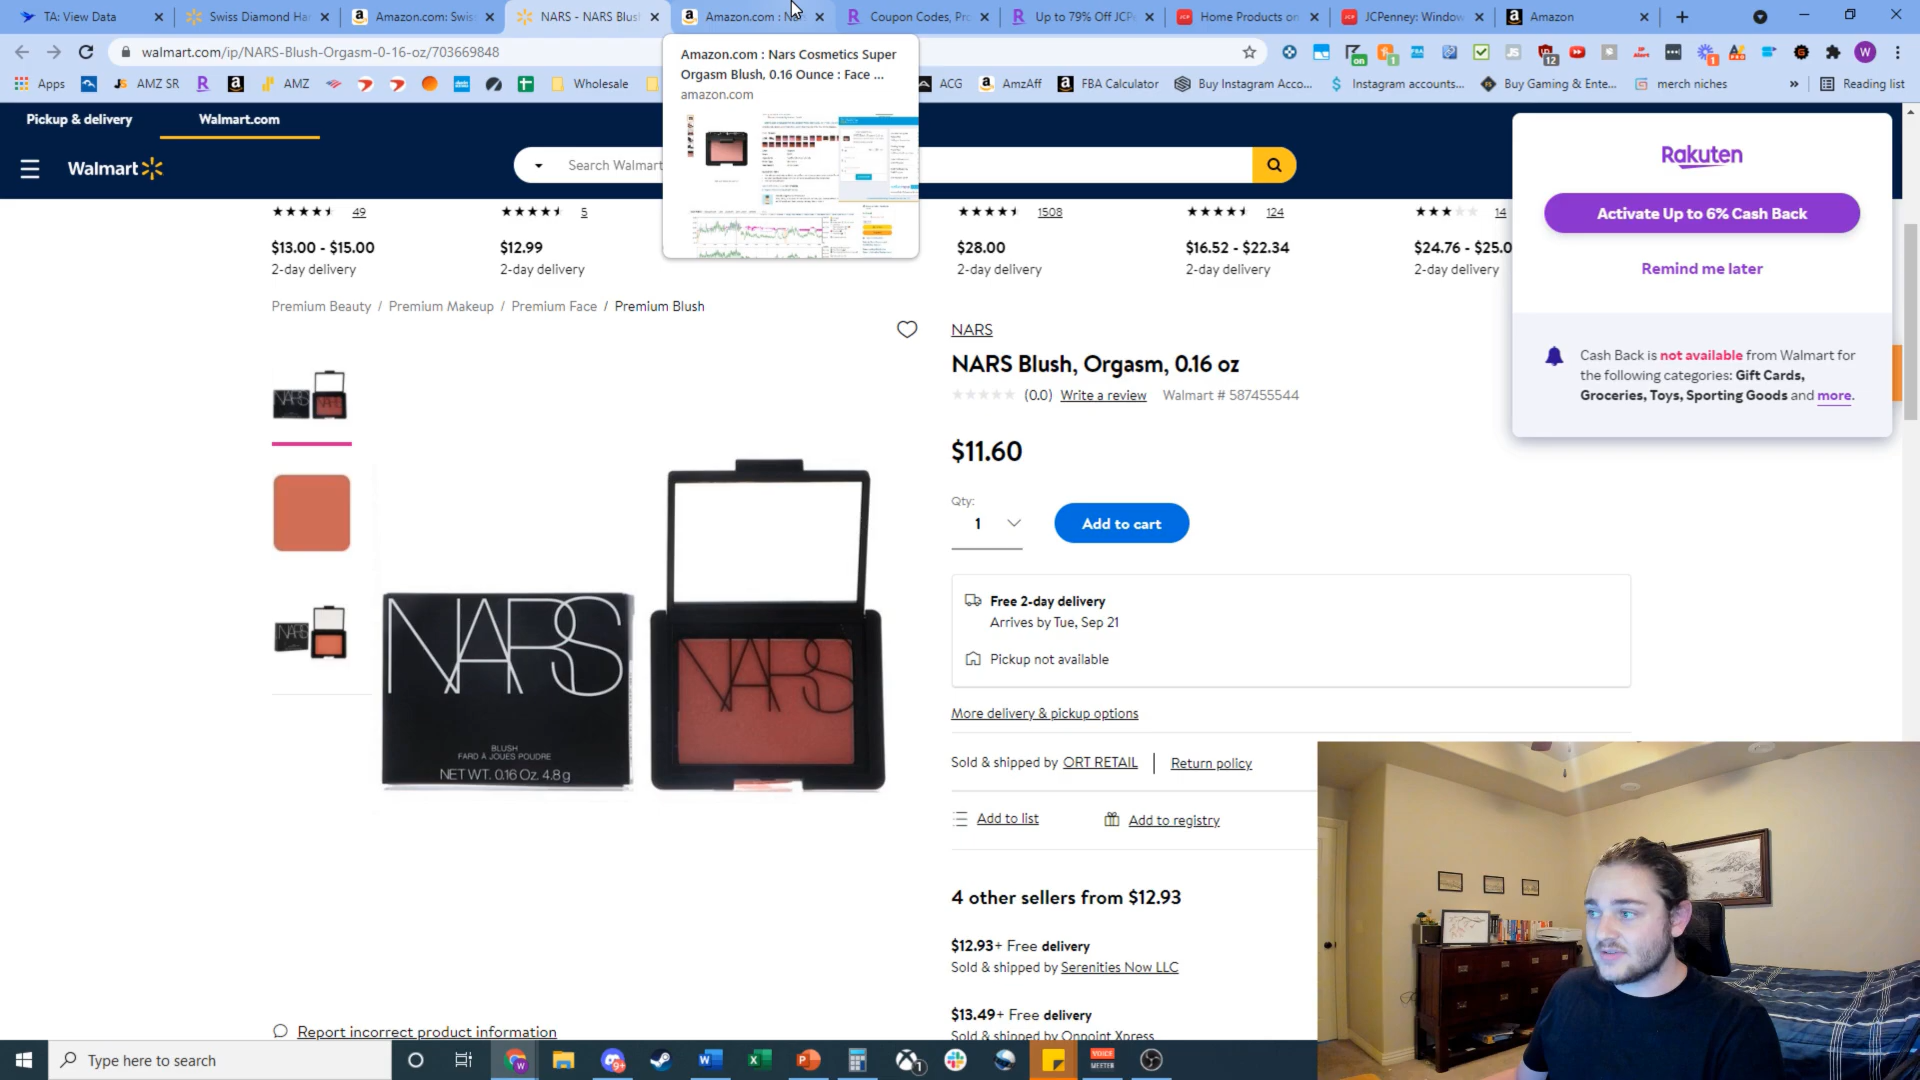 TA: View Data
Swiss Diamond Ha
Amazon.com: Swis
NARS - NARS Blus
Amazon.com : N
Coupon Codes, Pr
Up to 79% Off JCP
Home Products on
JCPenney: Window
Amazon
walmart.com/ip/NARS-Blush-Orgasm-0-16-oz/703669848
Apps
AMZ SR
AMZ
Wholesale
ACG
AmzAff
FBA Calculator
Buy Instagram Acco...
Instagram accounts...
Buy Gaming & Ente...
merch niches
Reading list
Amazon.com : Nars Cosmetics Super
Orgasm Blush, 0.16 Ounce : Face ...
amazon.com
Pickup & delivery
Walmart.com
Walmart
Search Walmart
49
5
1508
124
14
$13.00 - $15.00
$12.99
$28.00
$16.52 - $22.34
$24.76 - $25.0
2-day delivery
2-day delivery
2-day delivery
2-day delivery
2-day delivery
Rakuten
Activate Up to 6% Cash Back
Remind me later
Cash Back is not available from Walmart for
the following categories: Gift Cards,
Groceries, Toys, Sporting Goods and more.
Premium Beauty / Premium Makeup / Premium Face / Premium Blush
NARS
NARS Blush, Orgasm, 0.16 oz
(0.0) Write a review Walmart # 587455544
$11.60
Qty:
1
Add to cart
Free 2-day delivery
Arrives by Tue, Sep 21
Pickup not available
More delivery & pickup options
Sold & shipped by ORT RETAIL | Return policy
Add to list
Add to registry
4 other sellers from $12.93
$12.93+ Free delivery
Sold & shipped by Serenities Now LLC
$13.49+ Free delivery
Sold & shipped by Onpoint Xpress
NARS
BLUSH
FARD À JOUES POUDRE
NET WT. 0.16 Oz. 4.8 g
NARS
Report incorrect product information
Type here to search